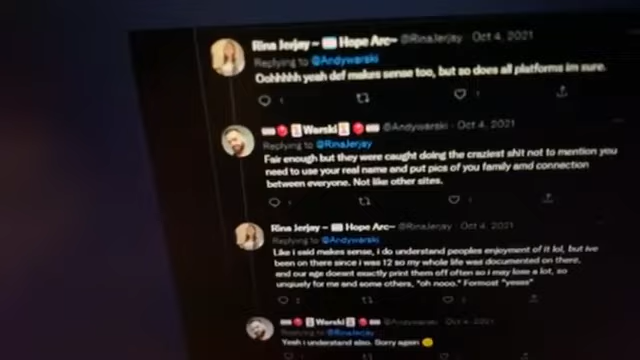 Rina Jerjay ~ Hope Arc~ @RinaJerjay · Oct 4, 2021
Replying to @Andywarski
Oohhhhh yeah def makes sense too, but so does all platforms im sure.
Warski @Andywarski · Oct 4, 2021
Replying to @RinaJerjay
Fair enough but they were caught doing the craziest shit not to mention you
need to use your real name and put pics of you family amd connection
between everyone. Not like other sites.
Rina Jerjay ~ Hope Arc~ @RinaJerjay · Oct 4, 2021
Replying to @Andywarski
Like i said makes sense, i do understand peoples enjoyment of it lol, but ive
been on there since i was 12 so my whole life was documented on there,
and our age doesnt exactly print them off often so i may lose a lot, so
uniquely for me and some others, "oh nooo." Format "yesss"
Warski @Andywarski · Oct 4, 2021
Replying to @RinaJerjay
Yeah i understand also. Sorry again